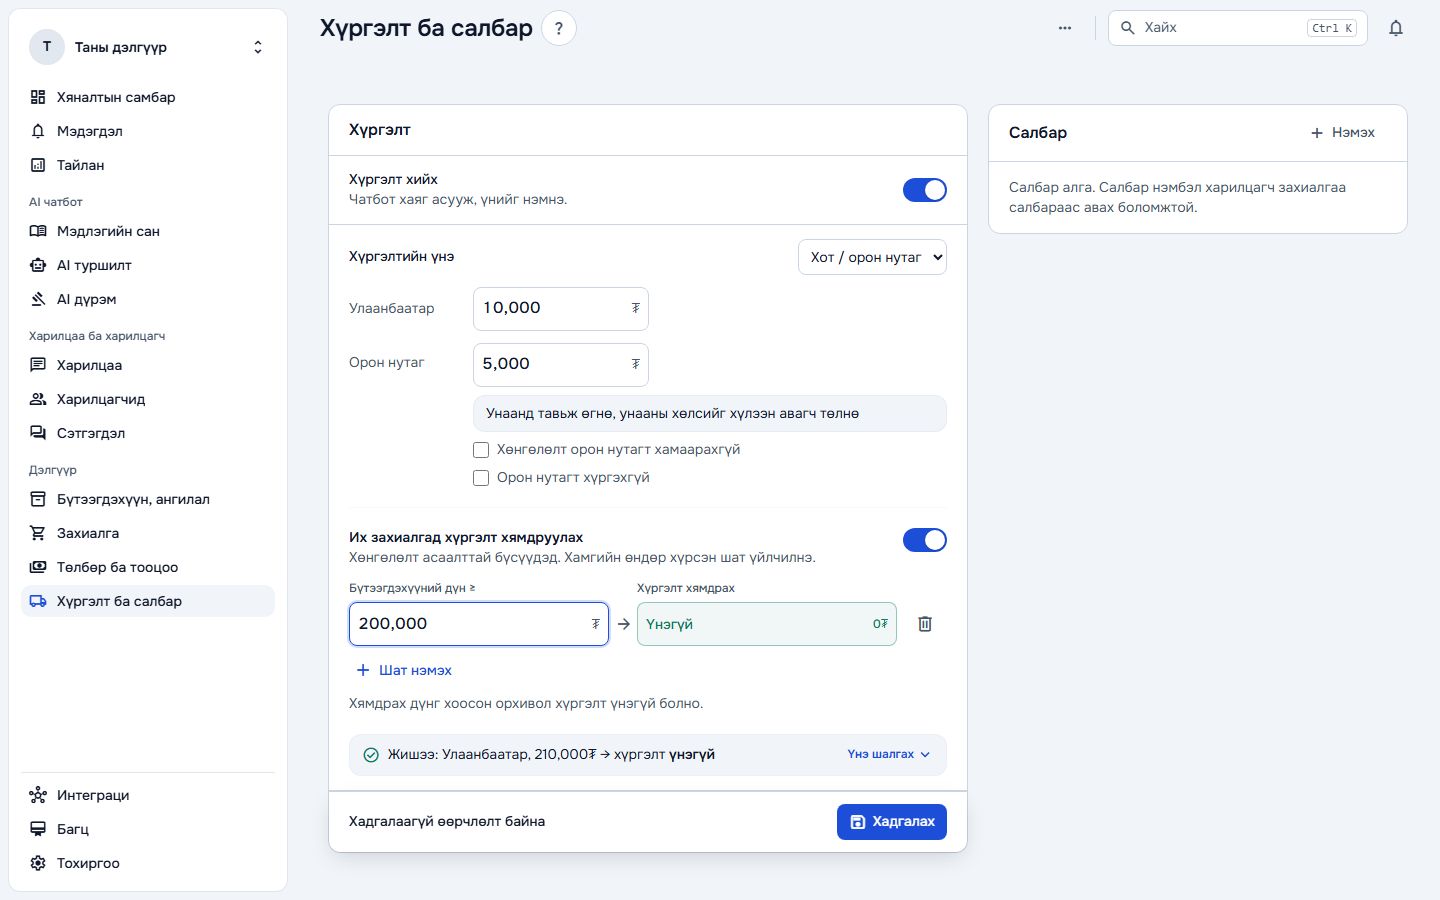 Т
Таны дэлгүүр
Хяналтын самбар
Мэдэгдэл
Тайлан
AI чатбот
Мэдлэгийн сан
AI туршилт
AI дүрэм
Харилцаа ба харилцагч
Харилцаа
Харилцагчид
Сэтгэгдэл
Дэлгүүр
Бүтээгдэхүүн, ангилал
Захиалга
Төлбөр ба тооцоо
Хүргэлт ба салбар
Интеграци
Багц
Тохиргоо
Хүргэлт ба салбар
?
Хайх
Ctrl K
Хүргэлт
Хүргэлт хийх
Чатбот хаяг асууж, үнийг нэмнэ.
Хүргэлтийн үнэ
Хот / орон нутаг
Улаанбаатар
10,000 ₮
Орон нутаг
5,000 ₮
Унаанд тавьж өгнө, унааны хөлсийг хүлээн авагч төлнө
Хөнгөлөлт орон нутагт хамаарахгүй
Орон нутагт хүргэхгүй
Их захиалгад хүргэлт хямдруулах
Хөнгөлөлт асаалттай бүсүүдэд. Хамгийн өндөр хүрсэн шат үйлчилнэ.
Бүтээгдэхүүний дүн ≥
Хүргэлт хямдрах
200,000 ₮ → Үнэгүй 0₮
+ Шат нэмэх
Хямдрах дүнг хоосон орхивол хүргэлт үнэгүй болно.
Жишээ: Улаанбаатар, 210,000₮ → хүргэлт үнэгүй
Үнэ шалгах
Хадгалаагүй өөрчлөлт байна
Хадгалах
Салбар
+ Нэмэх
Салбар алга. Салбар нэмбэл харилцагч захиалгаа
салбараас авах боломжтой.